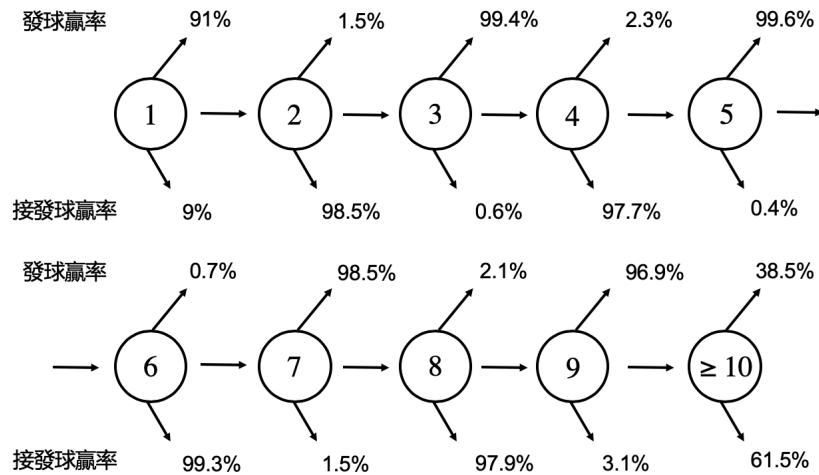 發球贏率 91% 1.5% 99.4% 2.3% 99.6%
1 2 3 4 5
接發球贏率 9% 98.5% 0.6% 97.7% 0.4%
發球贏率 0.7% 98.5% 2.1% 96.9% 38.5%
6 7 8 9 ≥ 10
接發球贏率 99.3% 1.5% 97.9% 3.1% 61.5%